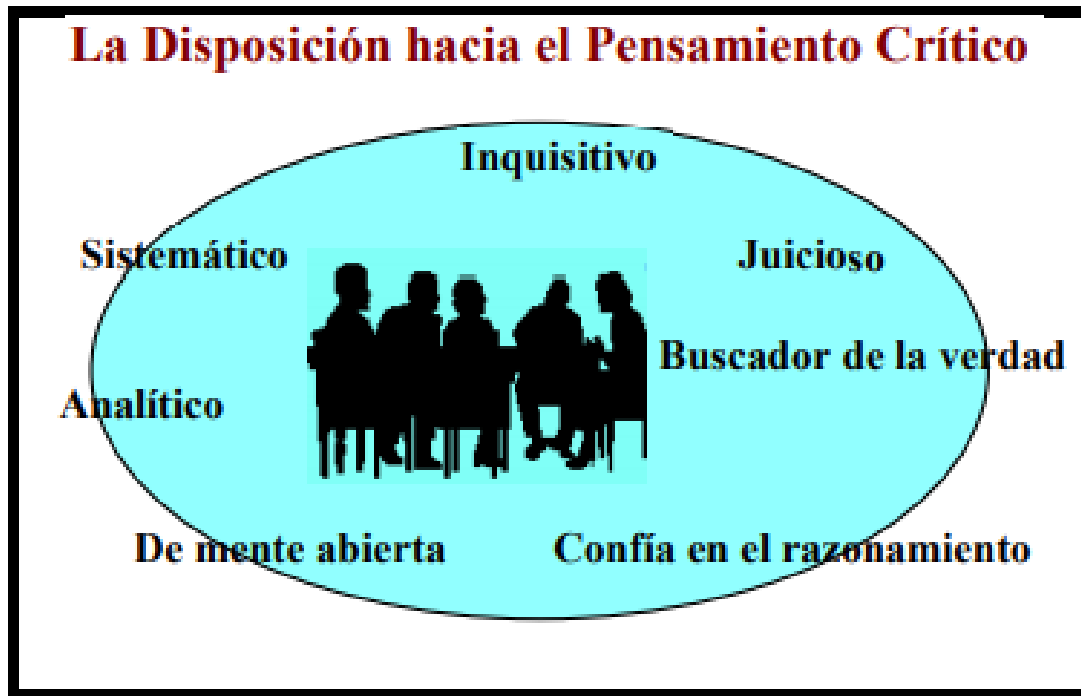 La Disposición hacia el Pensamiento Crítico
Inquisitivo
Sistemático
Juicioso
Buscador de la verdad
Analítico
De mente abierta
Confía en el razonamiento